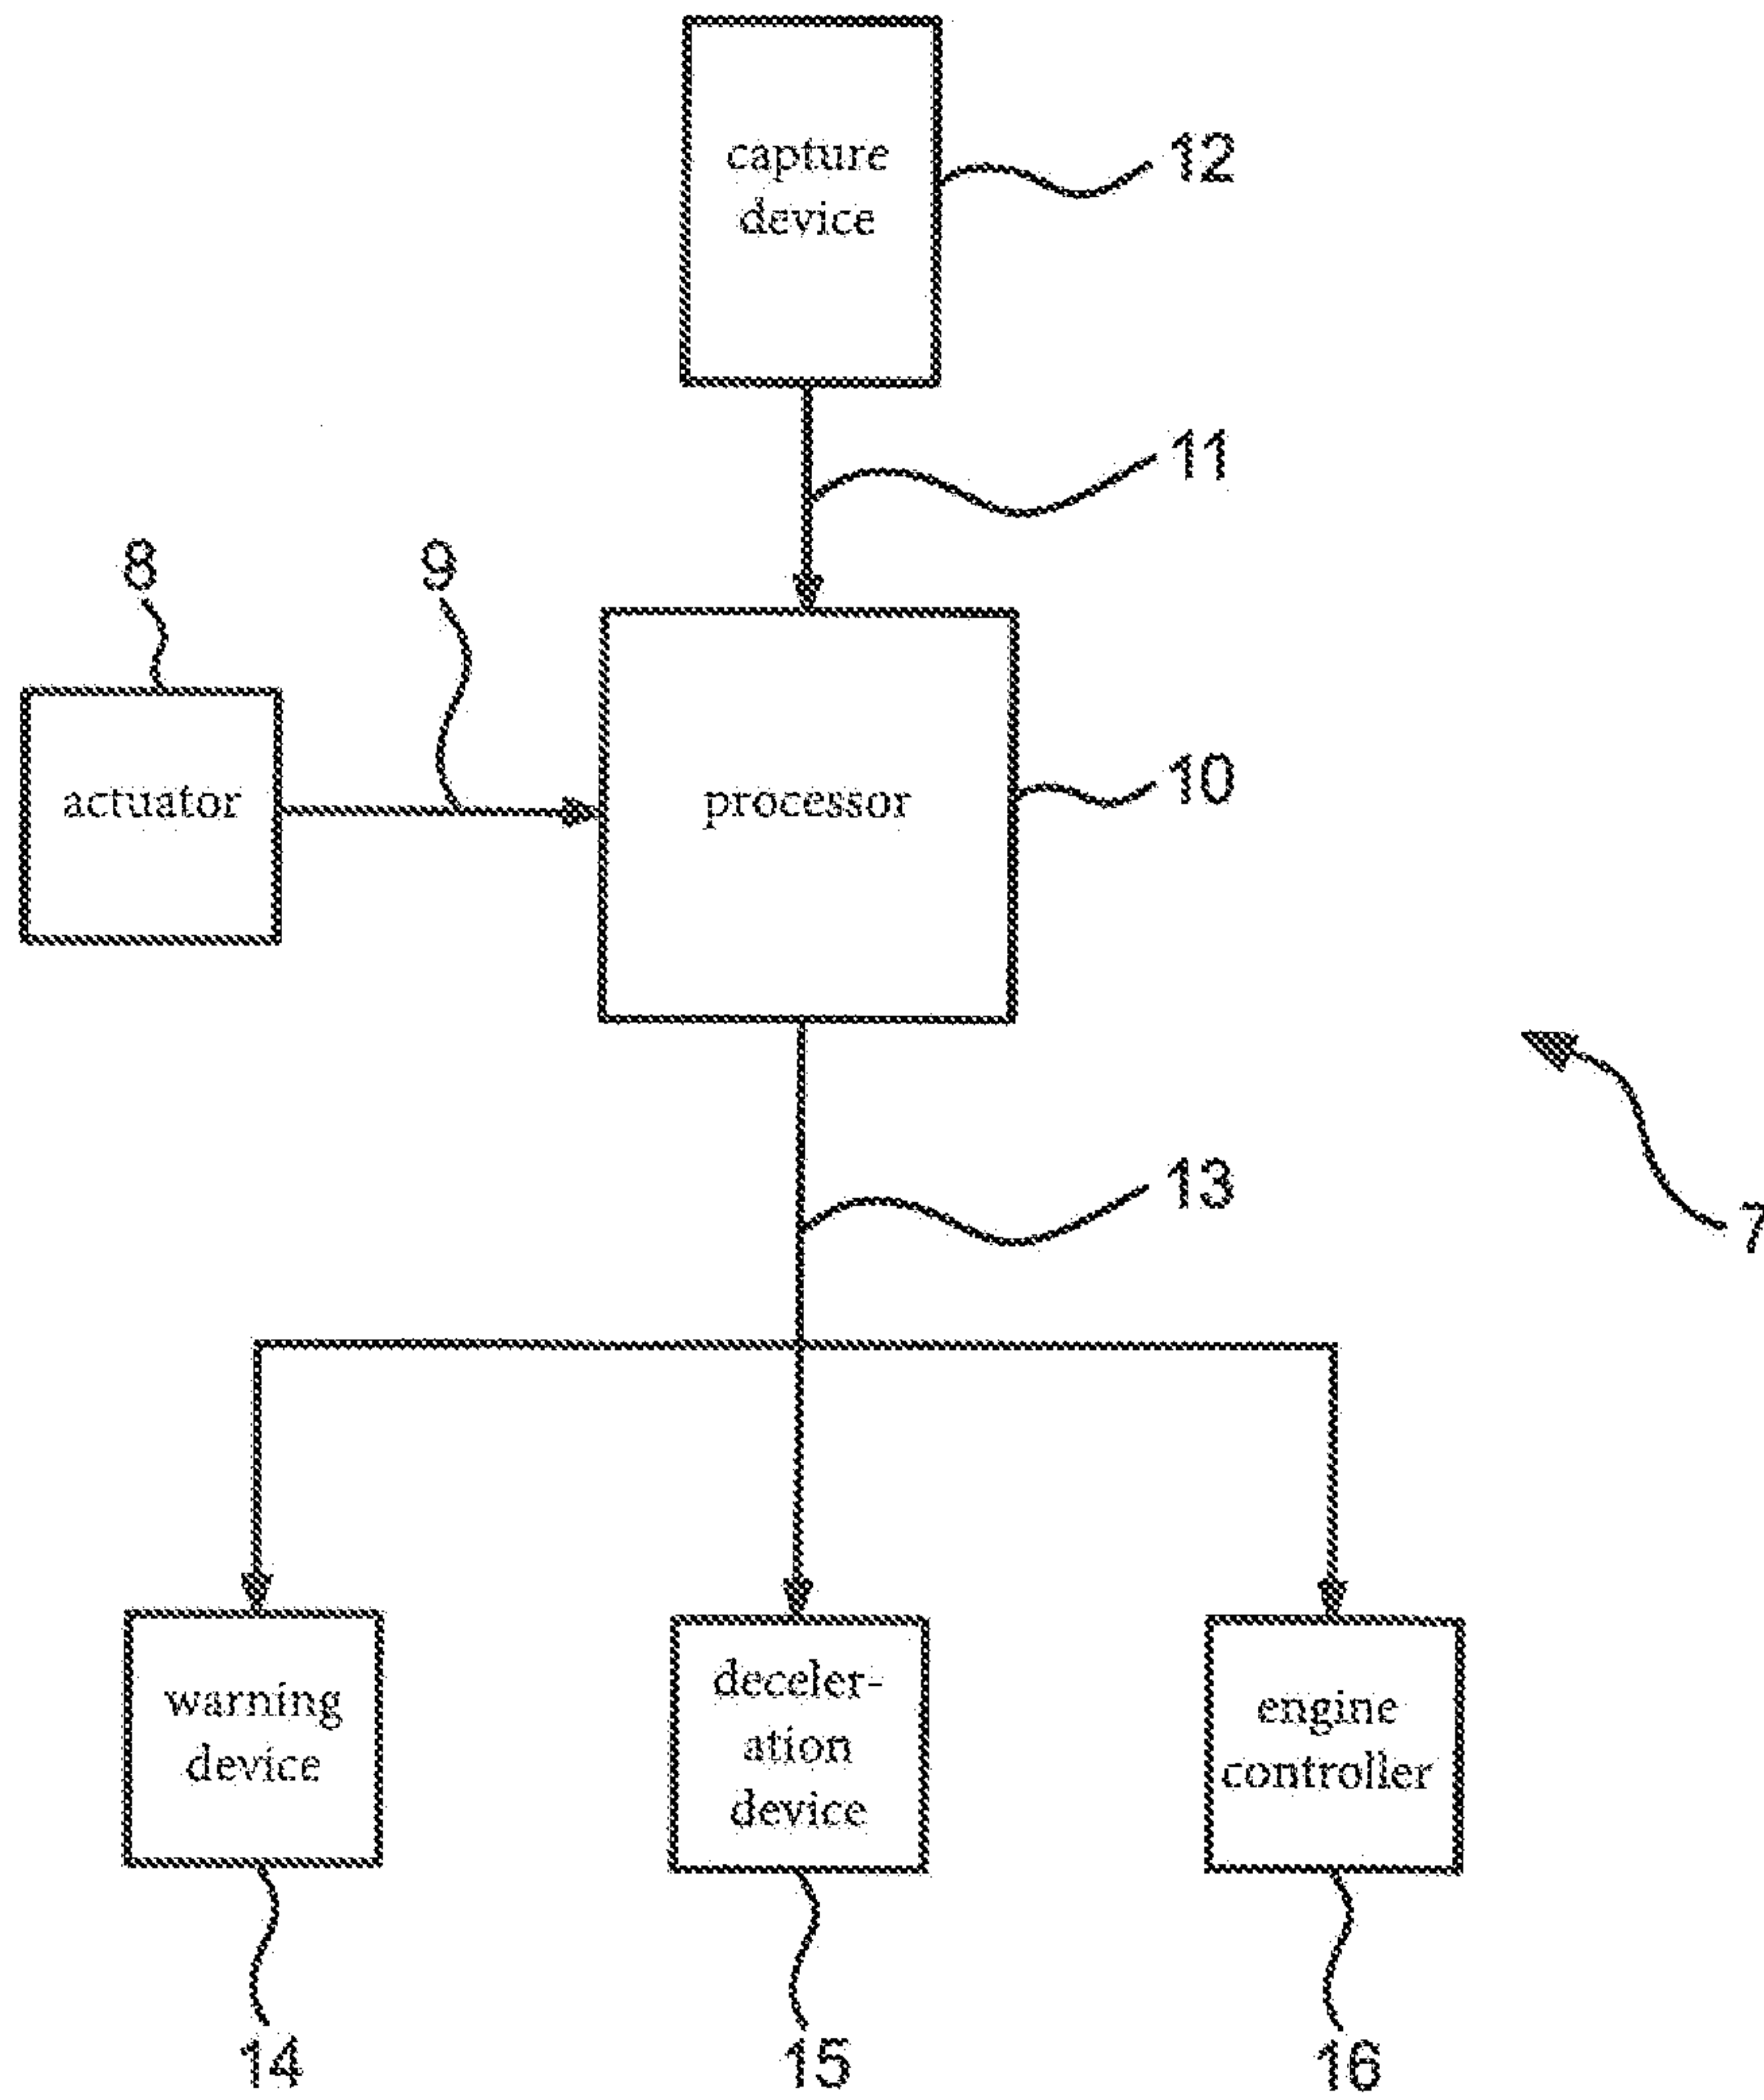 capture
device
12
11
8
9
actuator
processor
10
13
7
warning
device
deceler-
ation
device
engine
controller
14
15
16